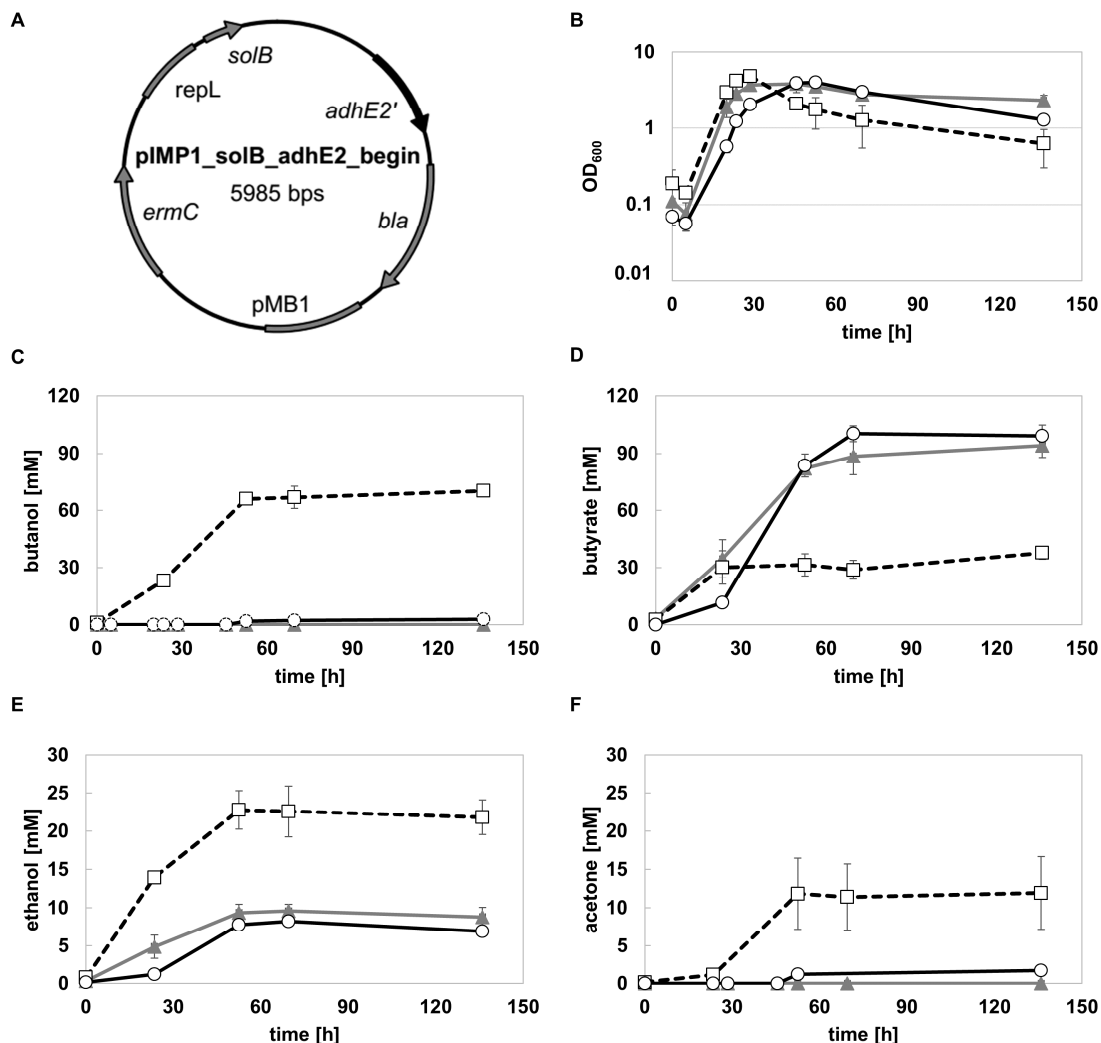 A
solB
repL
adhE2'
pIMP1_solB_adhE2_begin
5985 bps
ermC
bla
pMB1
B
10
1
0.1
0.01
OD600
0
30
60
90
120
150
time [h]
C
120
90
60
30
0
butanol [mM]
0
30
60
90
120
150
time [h]
D
120
90
60
30
0
butyrate [mM]
0
30
60
90
120
150
time [h]
E
30
25
20
15
10
5
0
ethanol [mM]
0
30
60
90
120
150
time [h]
F
30
25
20
15
10
5
0
acetone [mM]
0
30
60
90
120
150
time [h]